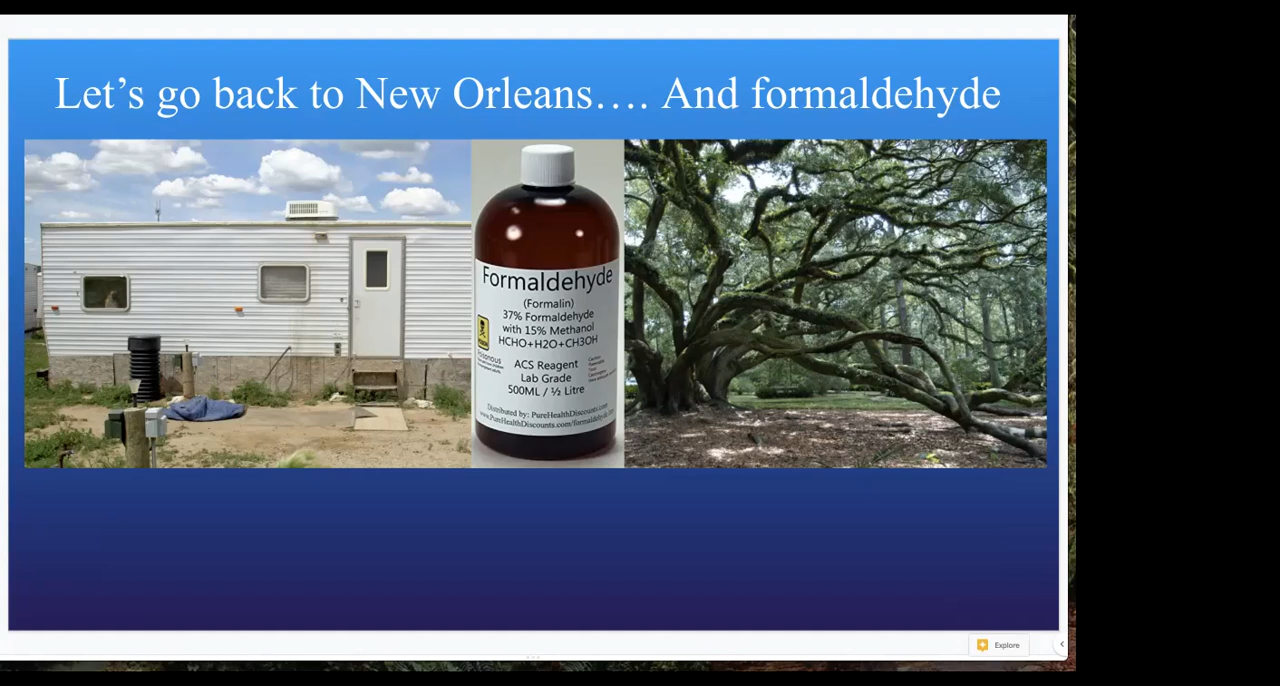 Let's go back to New Orleans…. And formaldehyde
Formaldehyde
(Formalin)
37% Formaldehyde
with 15% Methanol
HCHO+H2O+CH3OH
Poisonous
ACS Reagent
Lab Grade
500ML / ½ Litre
Distributed by: PureHealthDiscounts.com
www.PureHealthDiscounts.com/formaldehyde
Explore